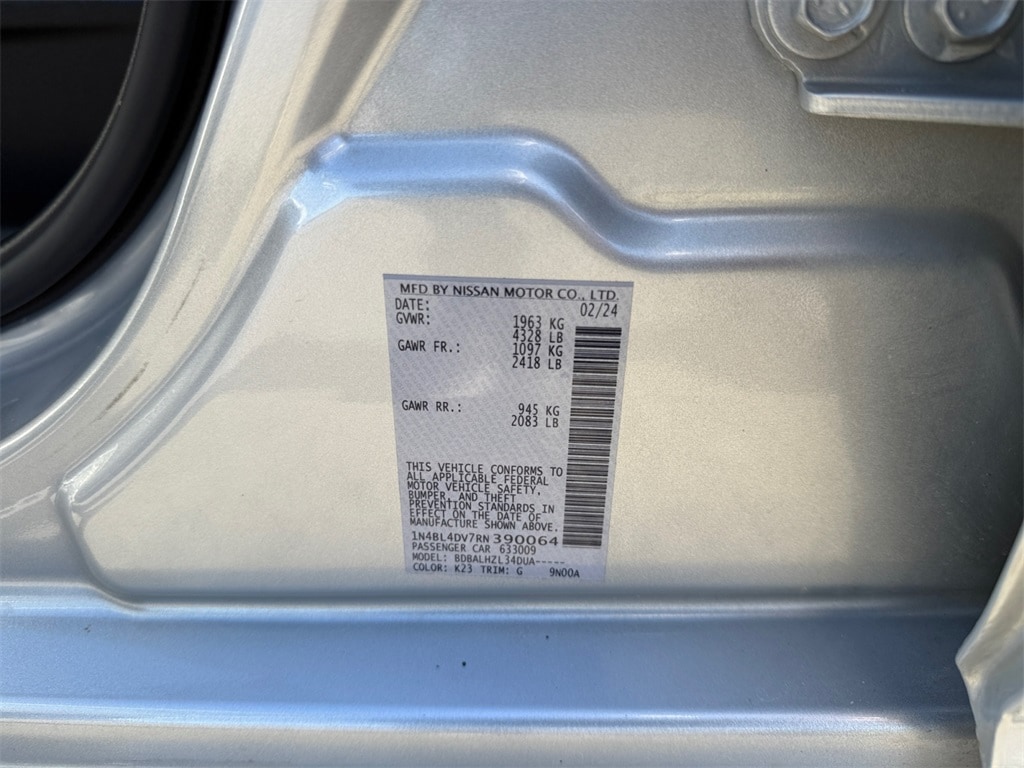 MFD BY NISSAN MOTOR CO., LTD.
DATE: 02/24
GVWR: 1963 KG
4328 LB
GAWR FR.: 1097 KG
2418 LB
GAWR RR.: 945 KG
2083 LB
THIS VEHICLE CONFORMS TO
ALL APPLICABLE FEDERAL
MOTOR VEHICLE SAFETY,
BUMPER, AND THEFT
PREVENTION STANDARDS IN
EFFECT ON THE DATE OF
MANUFACTURE SHOWN ABOVE.
1N4BL4DV7RN390064
PASSENGER CAR 633009
MODEL: BDBALHZL34DUA-----
COLOR: K23 TRIM: G 9N00A